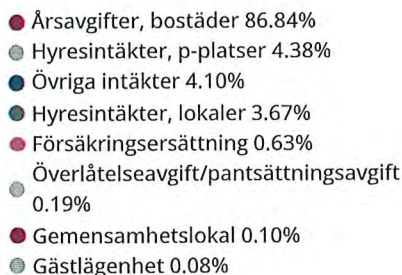 Årsavgifter, bostäder 86.84%
Hyresintäkter, p-platser 4.38%
Övriga intäkter 4.10%
Hyresintäkter, lokaler 3.67%
Försäkringsersättning 0.63%
Överlåtelseavgift/pantsättningsavgift
0.19%
Gemensamhetslokal 0.10%
Gästlägenhet 0.08%